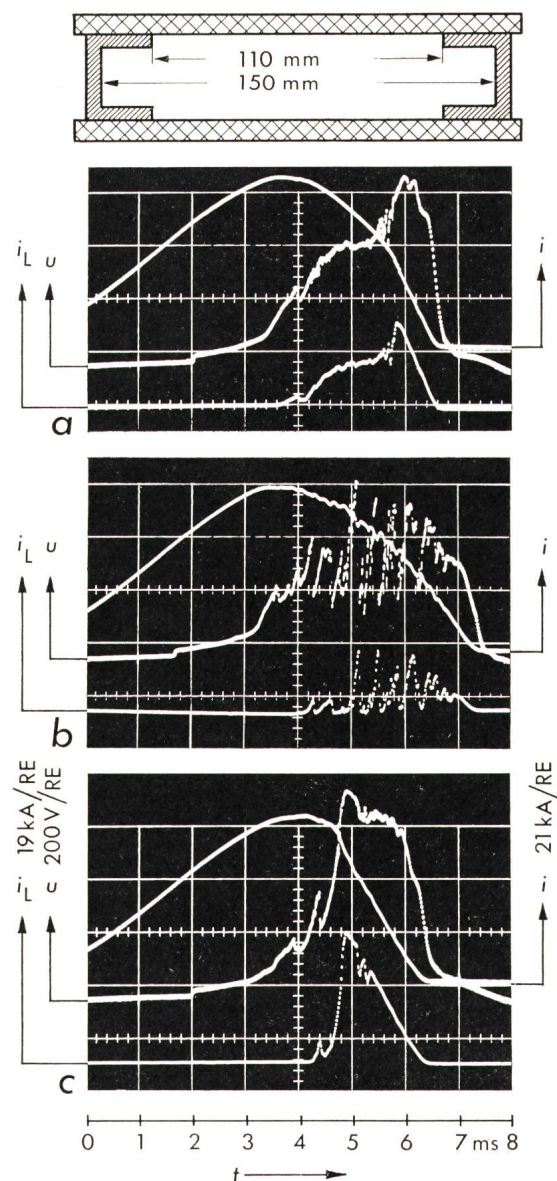 110 mm
150 mm
i_L u
i
a
i_L u
i
b
19 kA/RE
200 V/RE
21 kA/RE
i_L u
i
c
0 1 2 3 4 5 6 7 ms 8
t